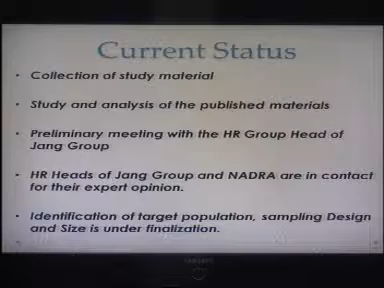 Current Status
• Collection of study material
• Study and analysis of the published materials
• Preliminary meeting with the HR Group Head of
Jang Group
• HR Heads of Jang Group and NADRA are in contact
for their expert opinion.
• Identification of target population, sampling Design
and Size is under finalization.